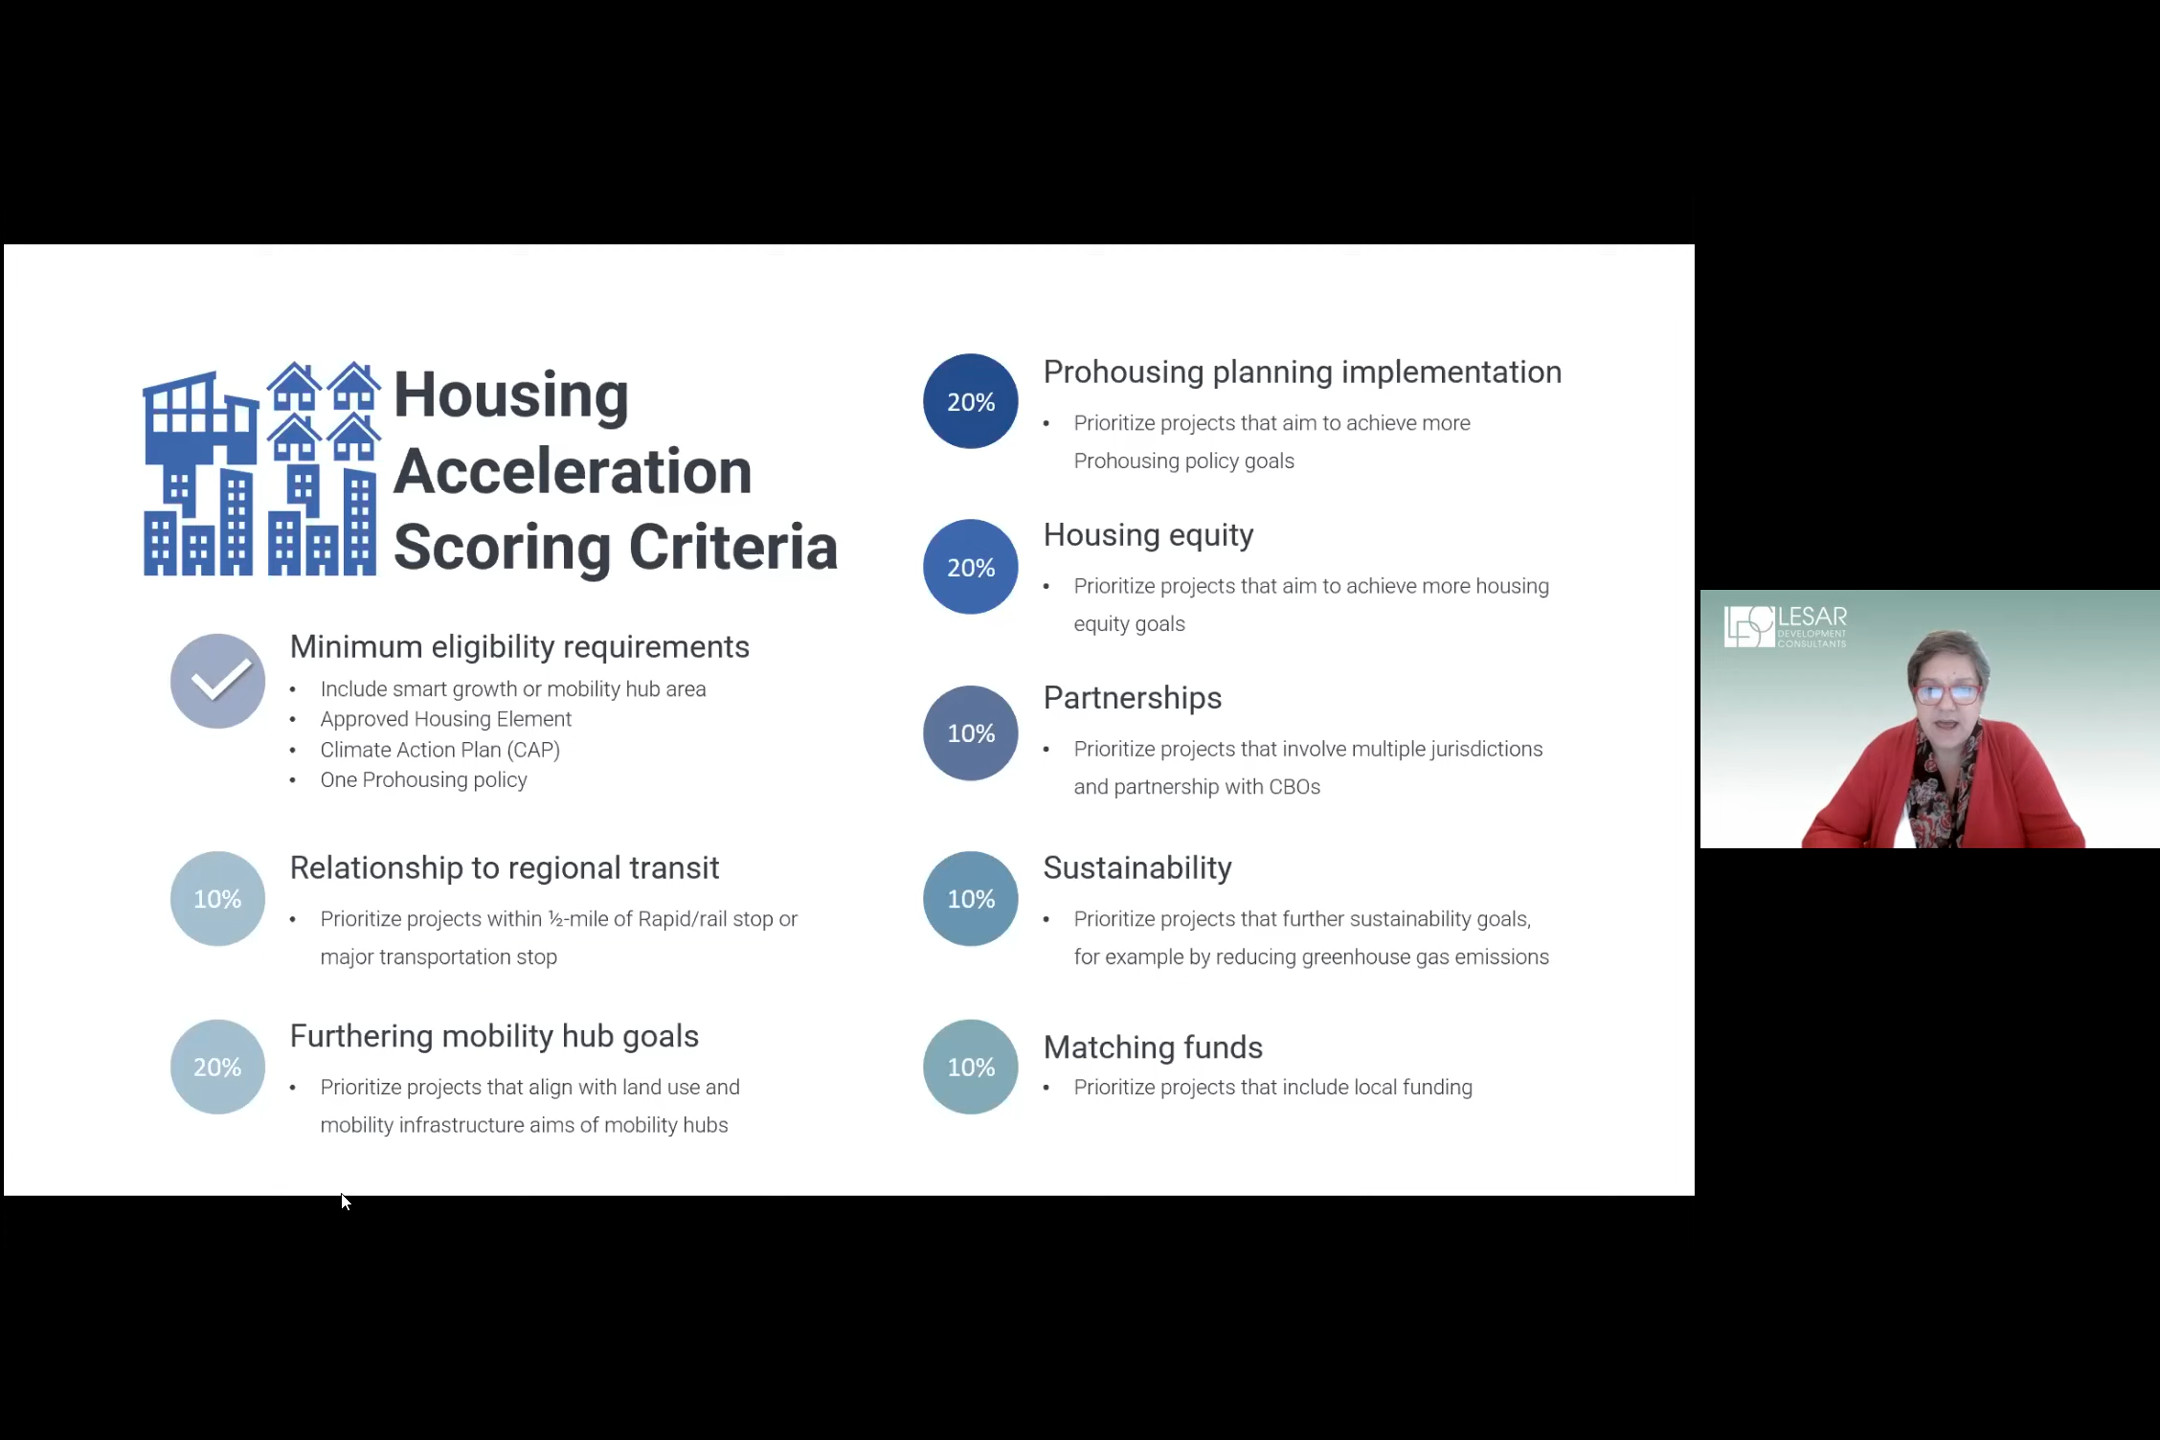 Housing
Acceleration
Scoring Criteria
Minimum eligibility requirements
• Include smart growth or mobility hub area
• Approved Housing Element
• Climate Action Plan (CAP)
• One Prohousing policy
10%
Relationship to regional transit
• Prioritize projects within ½-mile of Rapid/rail stop or
major transportation stop
20%
Furthering mobility hub goals
• Prioritize projects that align with land use and
mobility infrastructure aims of mobility hubs
20%
Prohousing planning implementation
• Prioritize projects that aim to achieve more
Prohousing policy goals
20%
Housing equity
• Prioritize projects that aim to achieve more housing
equity goals
10%
Partnerships
• Prioritize projects that involve multiple jurisdictions
and partnership with CBOs
10%
Sustainability
• Prioritize projects that further sustainability goals,
for example by reducing greenhouse gas emissions
10%
Matching funds
• Prioritize projects that include local funding
LDC
LESAR
DEVELOPMENT
CONSULTANTS